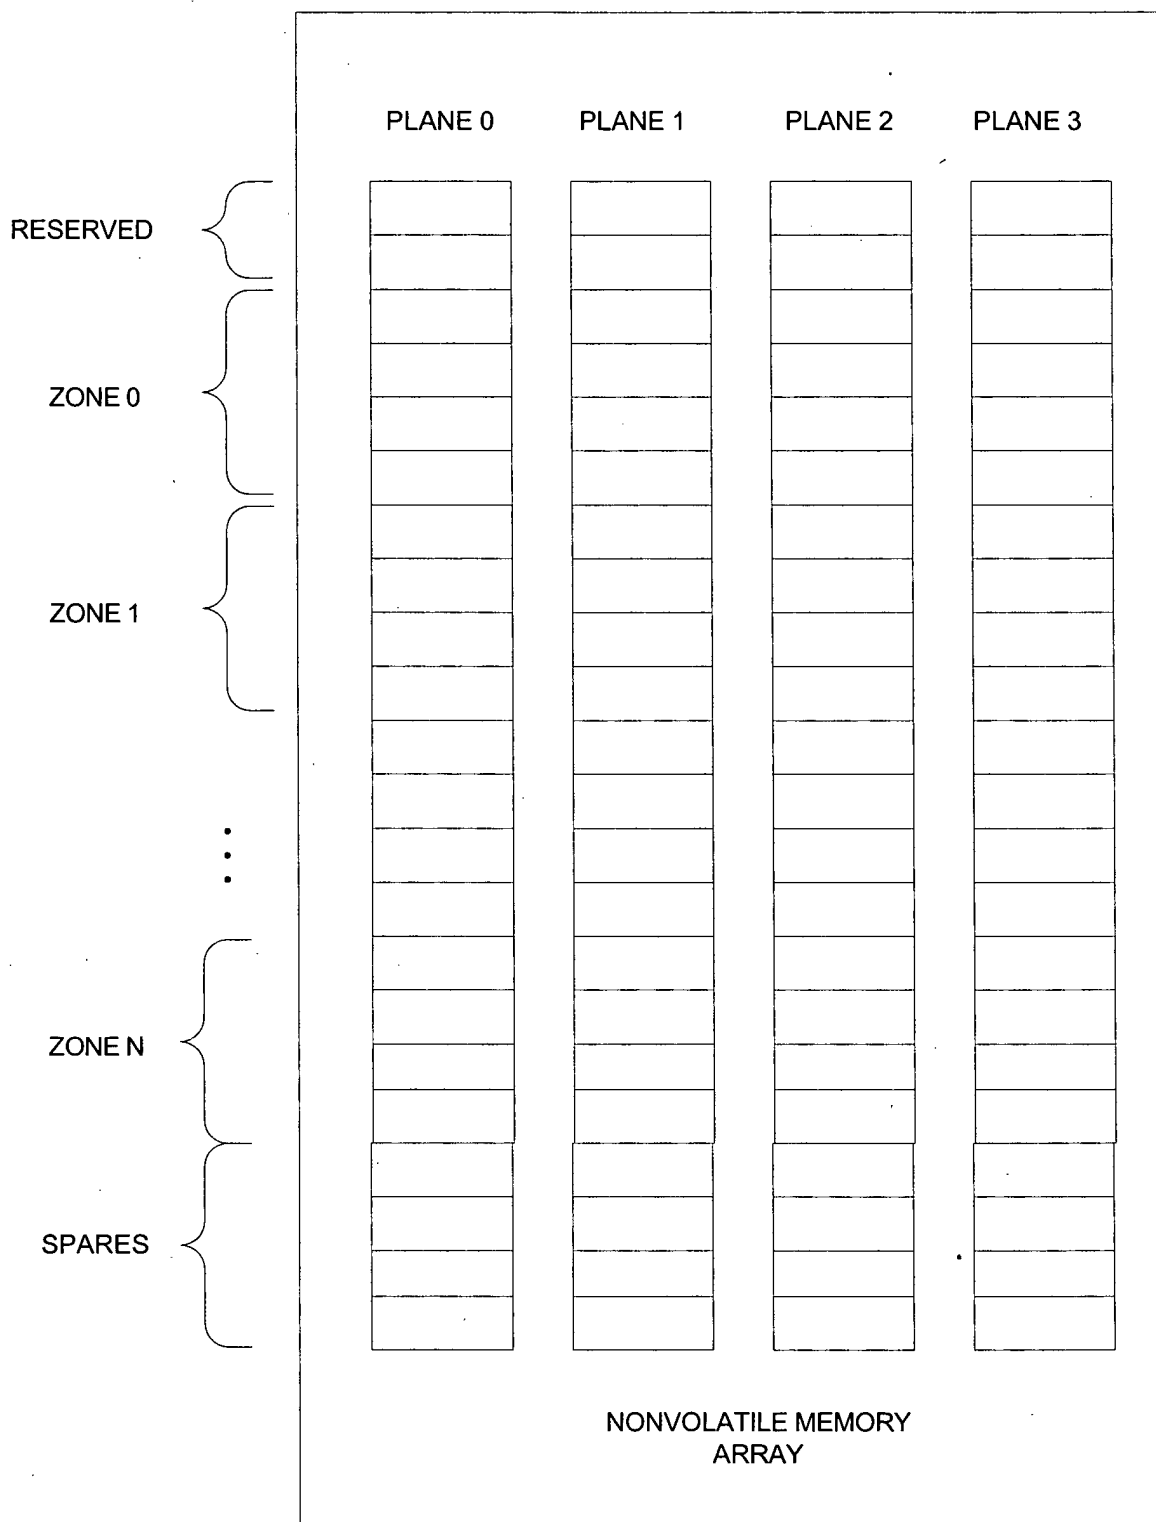 PLANE 0 PLANE 1 PLANE 2 PLANE 3
RESERVED
ZONE 0
ZONE 1
ZONE N
SPARES
NONVOLATILE MEMORY
ARRAY